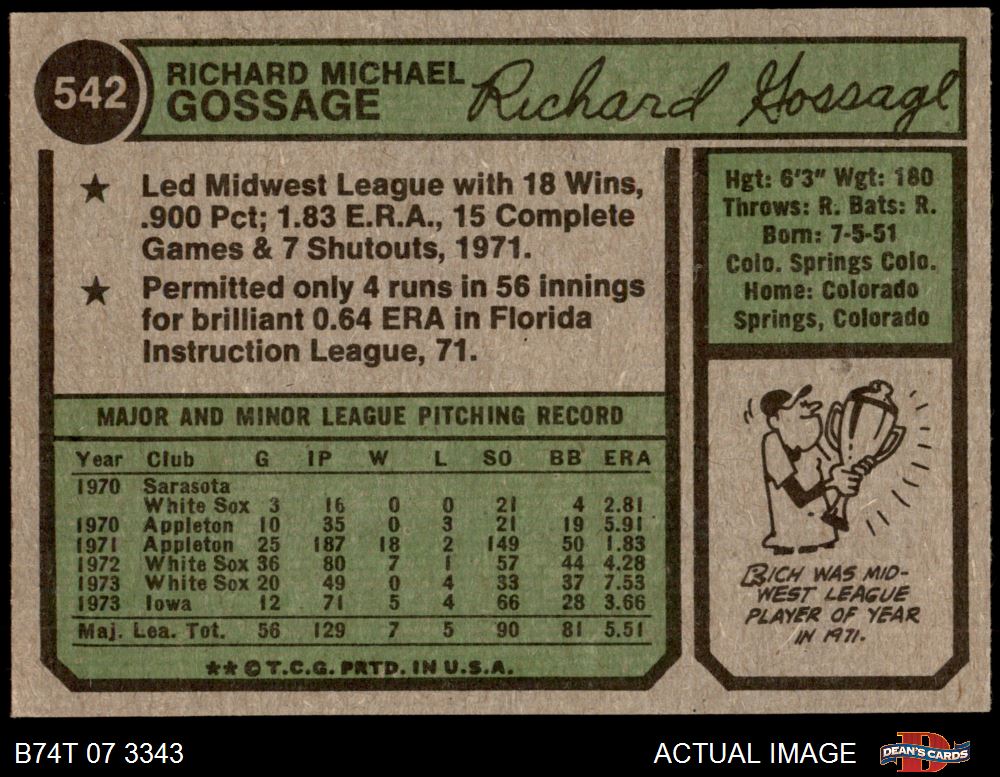 542
RICHARD MICHAEL
GOSSAGE
Richard Gossage
★ Led Midwest League with 18 Wins,
.900 Pct; 1.83 E.R.A., 15 Complete
Games & 7 Shutouts, 1971.
★ Permitted only 4 runs in 56 innings
for brilliant 0.64 ERA in Florida
Instruction League, 71.
Hgt: 6'3" Wgt: 180
Throws: R. Bats: R.
Born: 7-5-51
Colo. Springs Colo.
Home: Colorado
Springs, Colorado
MAJOR AND MINOR LEAGUE PITCHING RECORD
Year Club G IP W L SO BB ERA
1970 Sarasota
White Sox 3 16 0 0 21 4 2.81
1970 Appleton 10 35 0 3 21 19 5.91
1971 Appleton 25 187 18 2 149 50 1.83
1972 White Sox 36 80 7 1 57 44 4.28
1973 White Sox 20 49 0 4 33 37 7.53
1973 Iowa 12 71 5 4 66 28 3.66
Maj. Lea. Tot. 56 129 7 5 90 81 5.51
★★ © T.C.G. PRTD. IN U.S.A.
RICH WAS MID-
WEST LEAGUE
PLAYER OF YEAR
IN 1971.
B74T 07 3343
ACTUAL IMAGE
DEAN'S CARDS